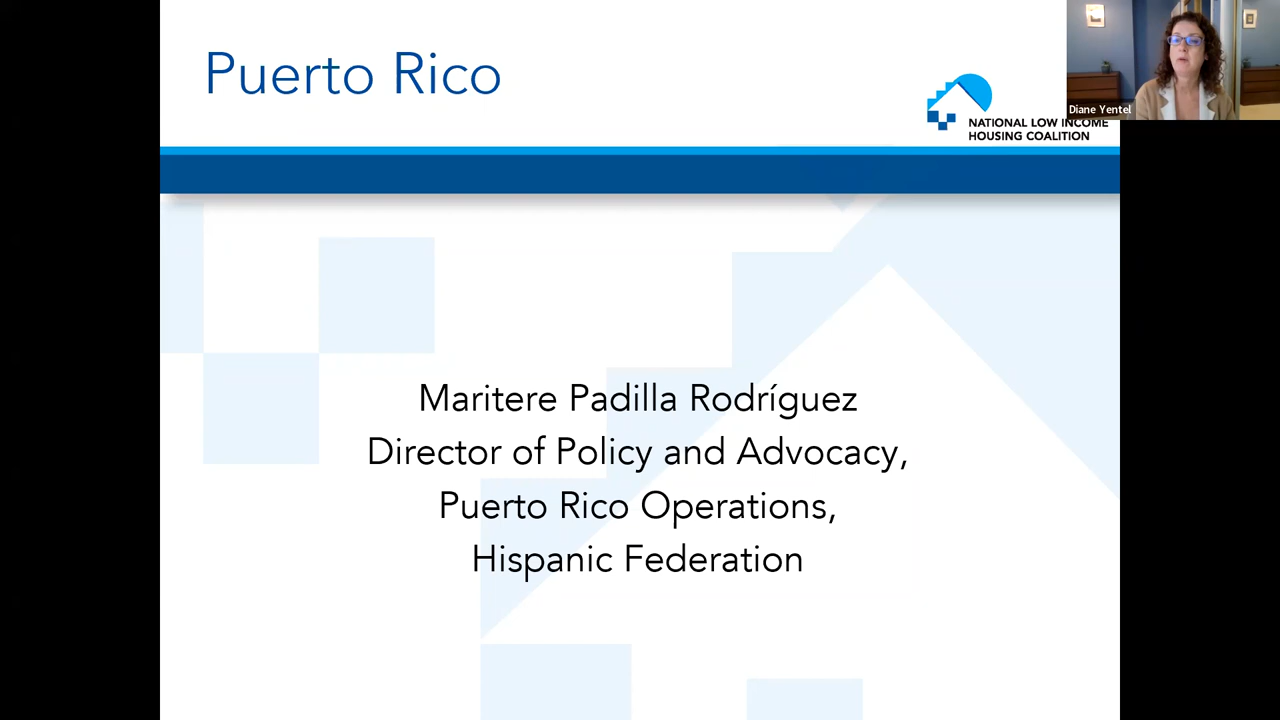 Puerto Rico
NATIONAL LOW INCOME
HOUSING COALITION
Diane Yentel
Maritere Padilla Rodríguez
Director of Policy and Advocacy,
Puerto Rico Operations,
Hispanic Federation